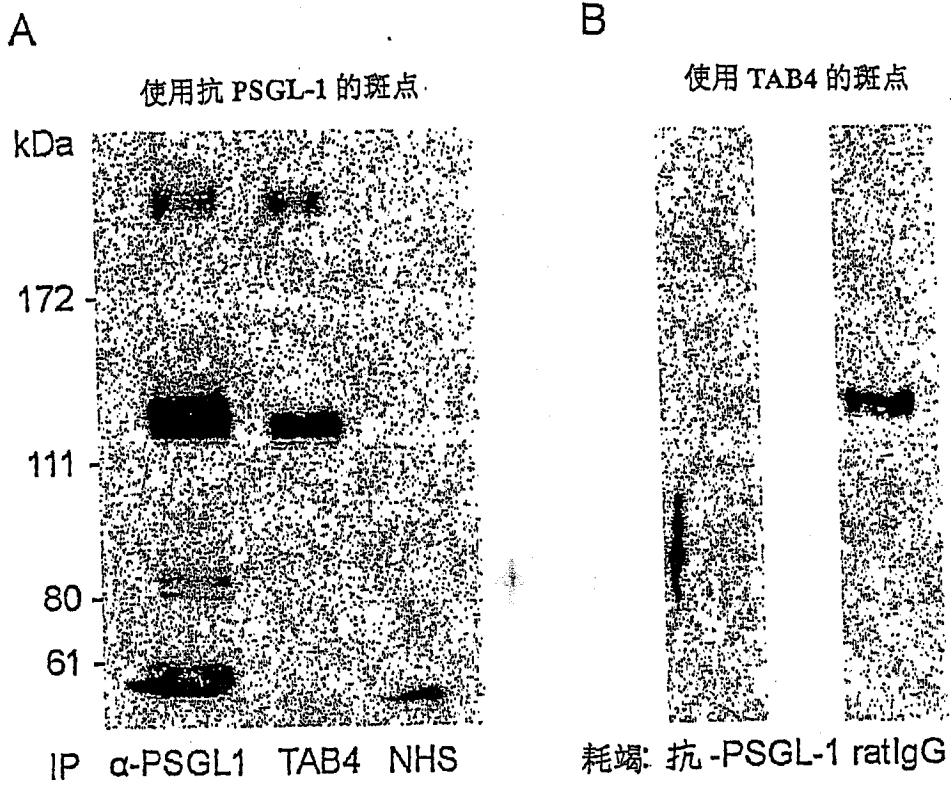 A
使用抗 PSGL-1 的斑点
kDa
172
111
80
61
IP α-PSGL1 TAB4 NHS
B
使用 TAB4 的斑点
耗竭: 抗-PSGL-1 ratIgG